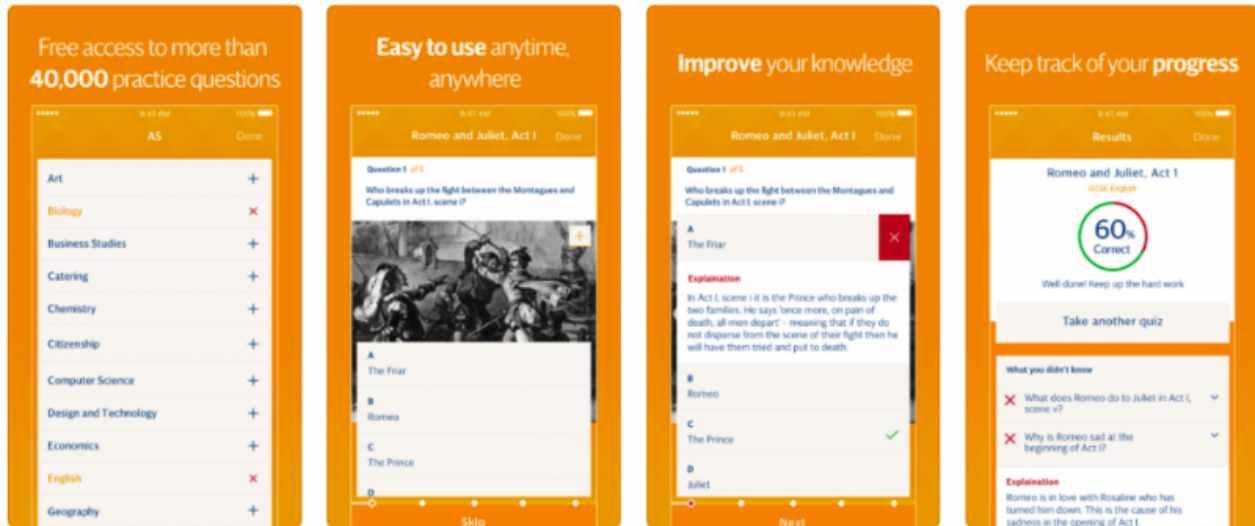 Free access to more than
40,000 practice questions
9:41 AM 100%
AS Done
Art
Biology
Business Studies
Catering
Chemistry
Citizenship
Computer Science
Design and Technology
Economics
English
Geography
Easy to use anytime,
anywhere
9:41 AM 100%
Romeo and Juliet, Act I Done
Question 1 of 5
Who breaks up the fight between the Montagues and
Capulets in Act I, scene i?
A
The Friar
B
Romeo
C
The Prince
D
Skip
Improve your knowledge
9:41 AM 100%
Romeo and Juliet, Act I Done
Question 1 of 5
Who breaks up the fight between the Montagues and
Capulets in Act I, scene i?
A
The Friar
Explaination
In Act I, scene i it is the Prince who breaks up the
two families. He says 'once more, on pain of
death, all men depart' - meaning that if they do
not disperse from the scene of their fight then he
will have them tried and put to death.
B
Romeo
C
The Prince
D
Juliet
Next
Keep track of your progress
9:41 AM 100%
Results
Romeo and Juliet, Act 1
GCSE English
60%
Correct
Well done! Keep up the hard work
Take another quiz
What you didn't know
What does Romeo do to Juliet in Act I,
scene v?
Why is Romeo sad at the
beginning of Act i?
Explaination
Romeo is in love with Rosaline who has
turned him down. This is the cause of his
sadness in the opening of Act I.